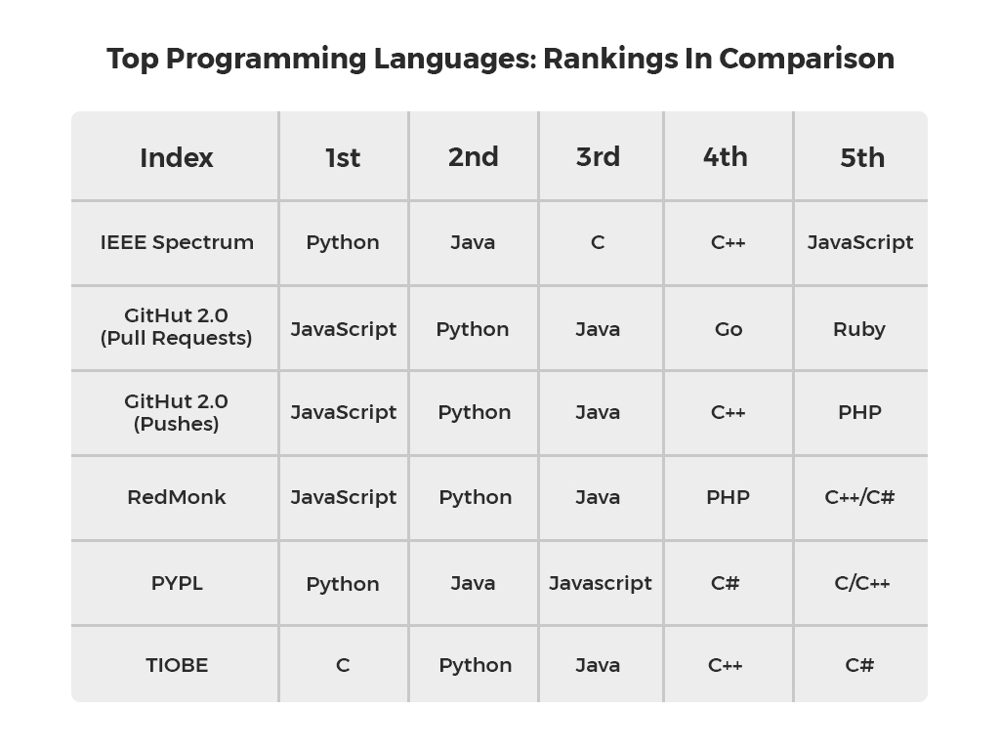 Top Programming Languages: Rankings In Comparison
Index 1st 2nd 3rd 4th 5th
IEEE Spectrum Python Java C C++ JavaScript
GitHut 2.0
(Pull Requests) JavaScript Python Java Go Ruby
GitHut 2.0
(Pushes) JavaScript Python Java C++ PHP
RedMonk JavaScript Python Java PHP C++/C#
PYPL Python Java Javascript C# C/C++
TIOBE C Python Java C++ C#